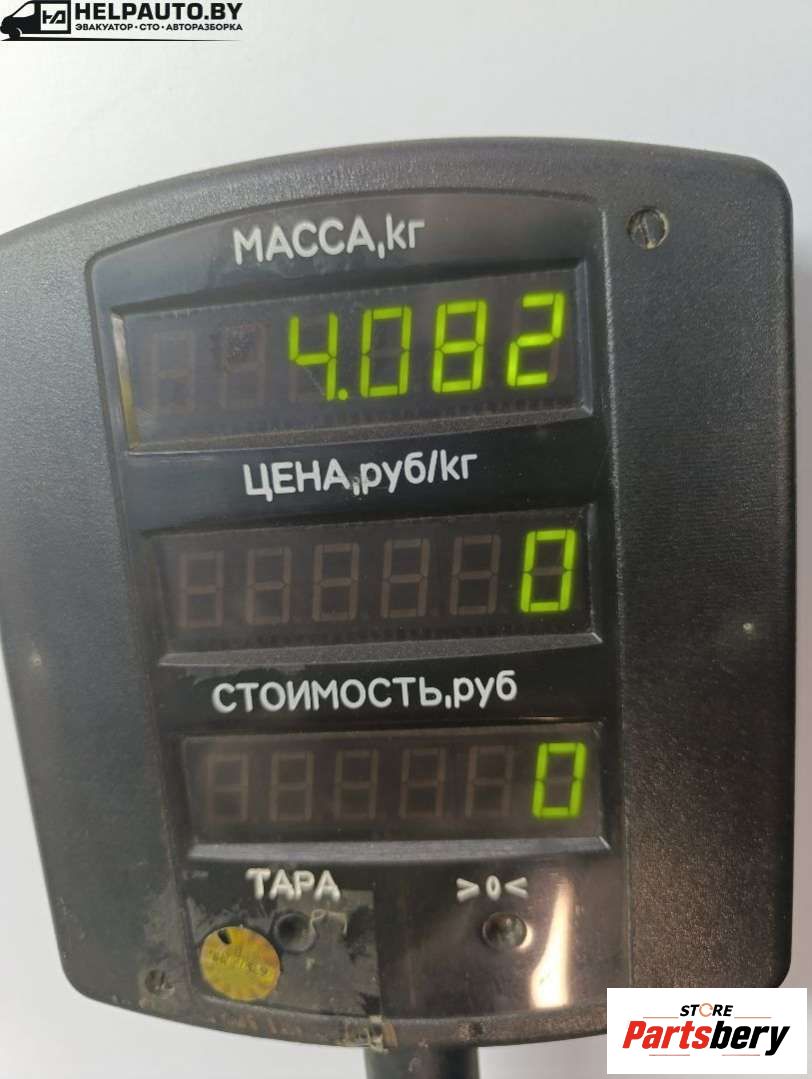 HELPAUTO.BY
ЭВАКУАТОР • СТО • АВТОРАЗБОРКА
МАССА,кг
4.082
ЦЕНА,руб/кг
0
СТОИМОСТЬ,руб
0
ТАРА >0<
STORE
Partsbery